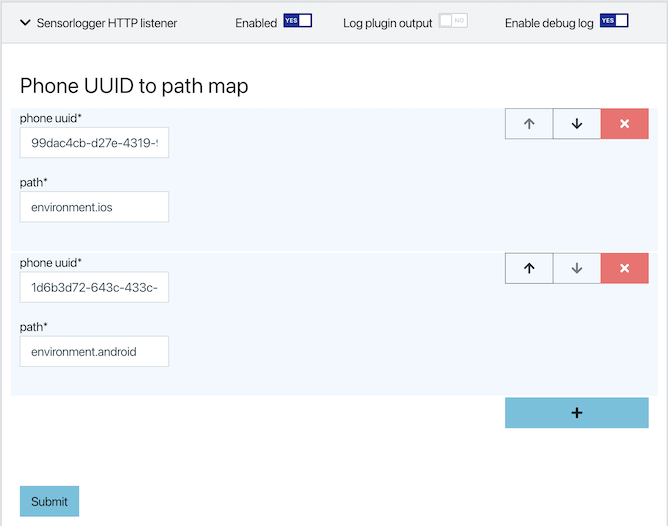 Sensorlogger HTTP listener Enabled YES Log plugin output NO Enable debug log YES
Phone UUID to path map
phone uuid*
99dac4cb-d27e-4319-9
path*
environment.ios
phone uuid*
1d6b3d72-643c-433c-
path*
environment.android
+
Submit